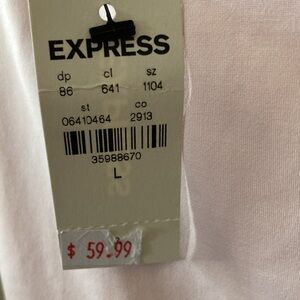 EXPRESS
dp cl sz
86 641 1104
st co
06410464 2913
35988670
L
$ 59.99